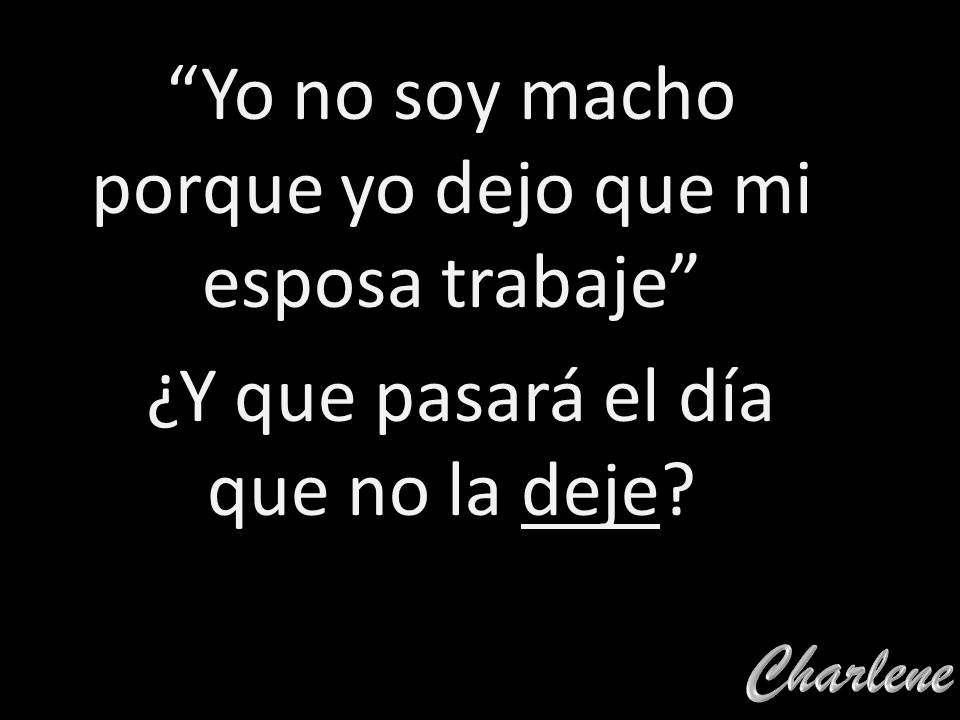 “Yo no soy macho
porque yo dejo que mi
esposa trabaje”
¿Y que pasará el día
que no la deje?
Charlene